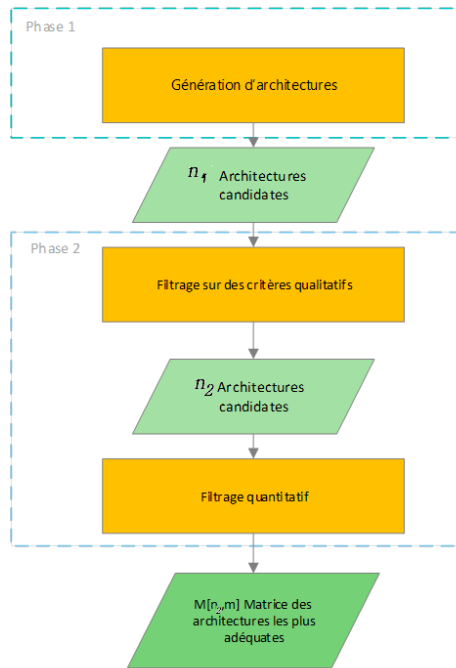 Phase 1
Génération d'architectures
n₁ Architectures
candidates
Phase 2
Filtrage sur des critères qualitatifs
n₂ Architectures
candidates
Filtrage quantitatif
M[n₂,m] Matrice des
architectures les plus
adéquates